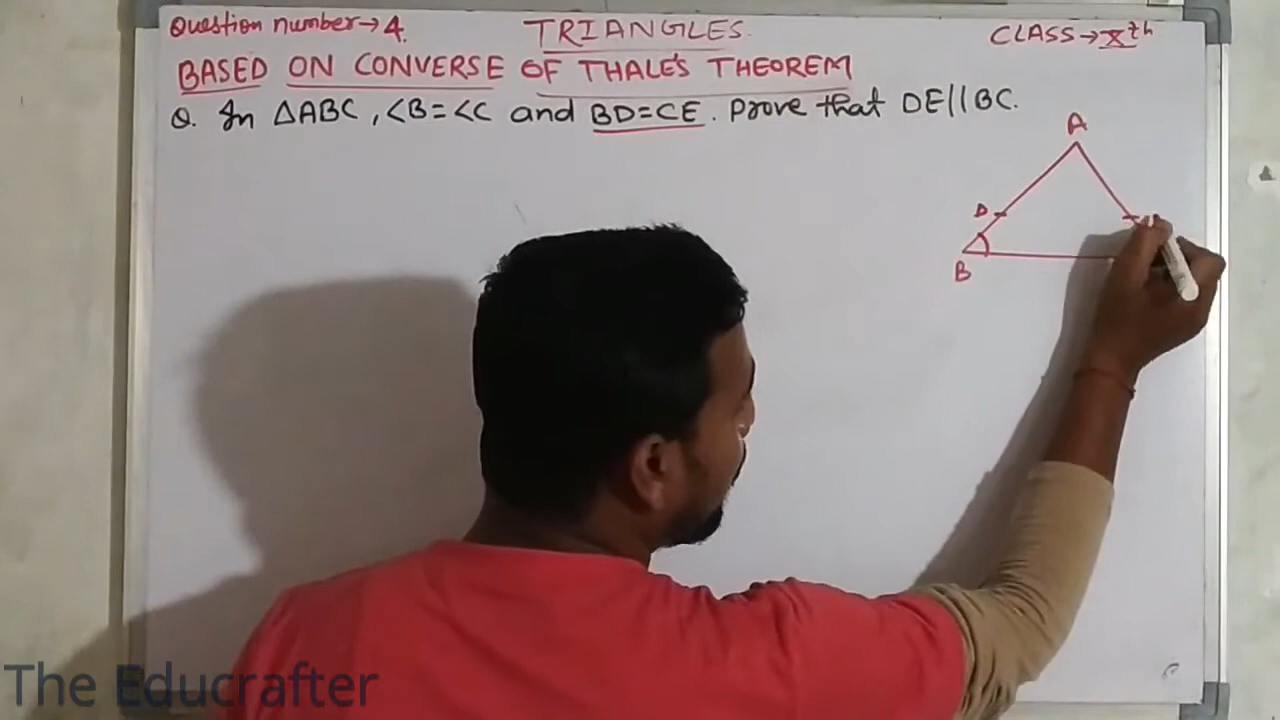 Question number→4. TRIANGLES. CLASS→Xth
BASED ON CONVERSE OF THALE'S THEOREM
Q. In △ABC, <B=<C and BD=CE. Prove that DE||BC.
A
D
B
The Educrafter